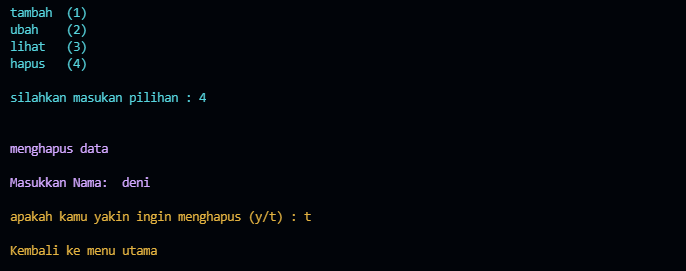 tambah  (1)
ubah    (2)
lihat   (3)
hapus   (4)
silahkan masukan pilihan : 4
menghapus data
Masukkan Nama:  deni
apakah kamu yakin ingin menghapus (y/t) : t
Kembali ke menu utama